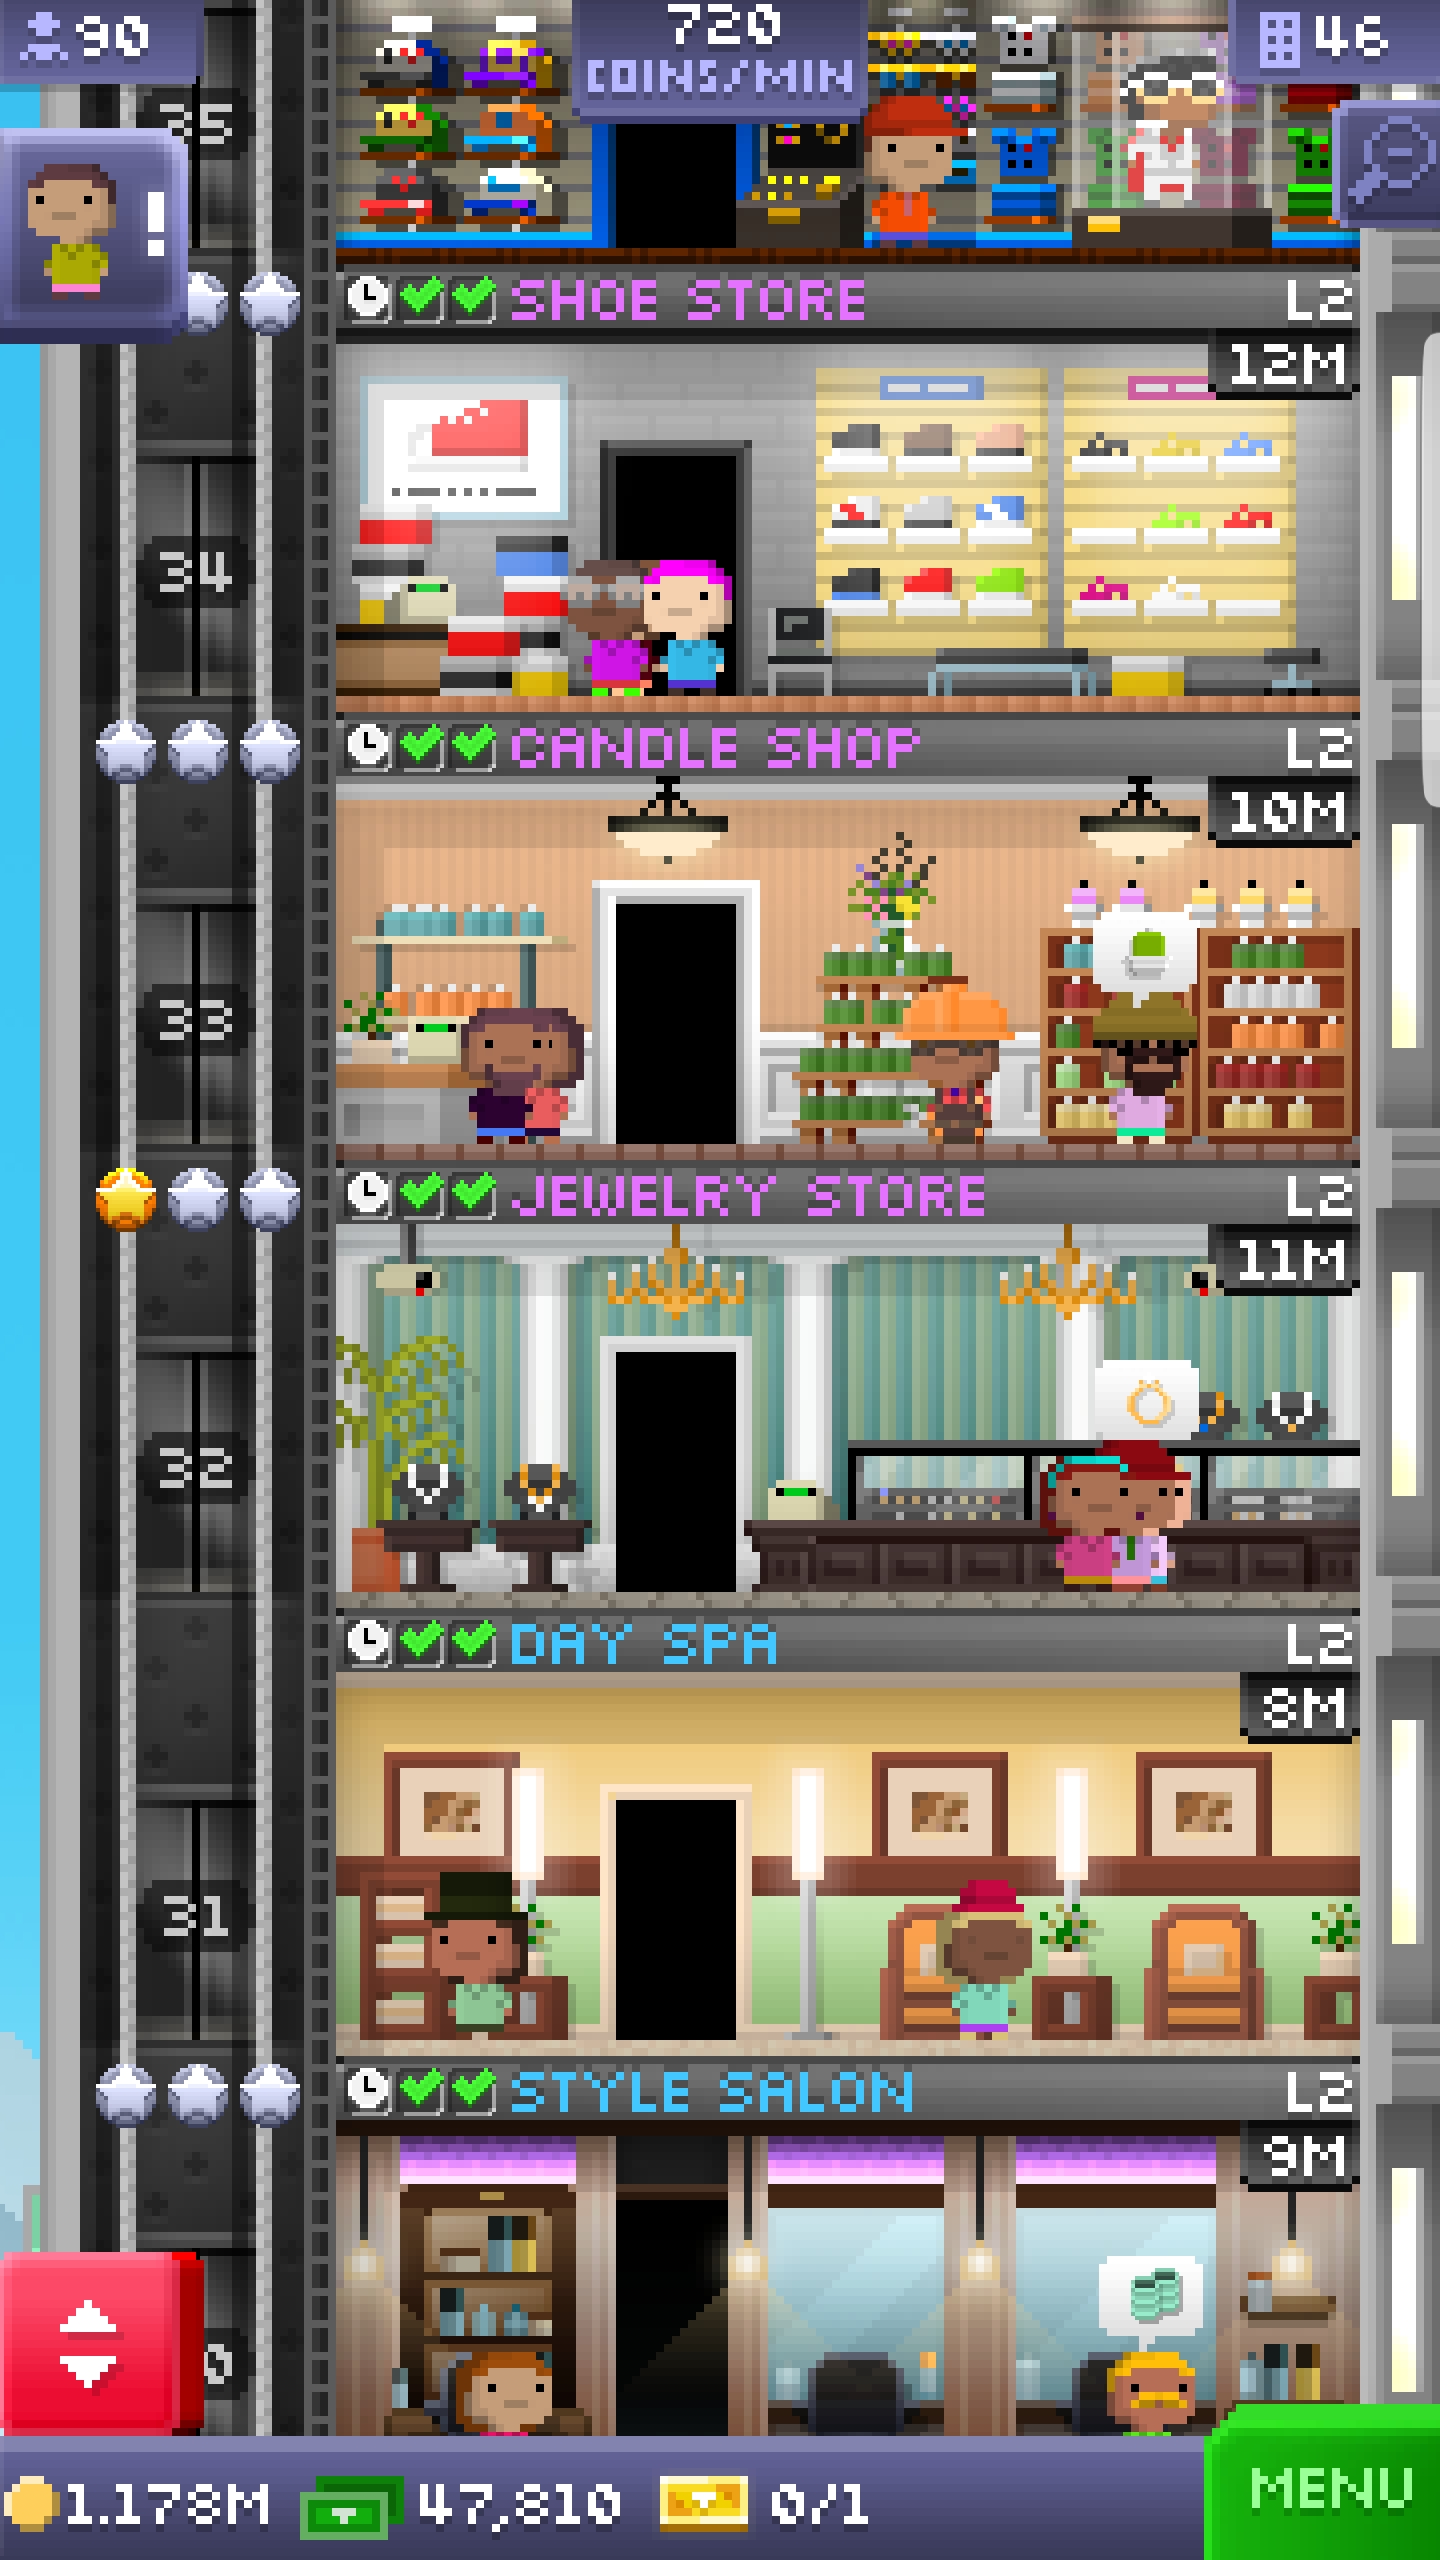 90
720
COINS/MIN
46
35
!
SHOE STORE
L2
12M
34
CANDLE SHOP
L2
10M
33
JEWELRY STORE
L2
11M
32
DAY SPA
L2
8M
31
STYLE SALON
L2
9M
0
1.178M
47,810
0/1
MENU